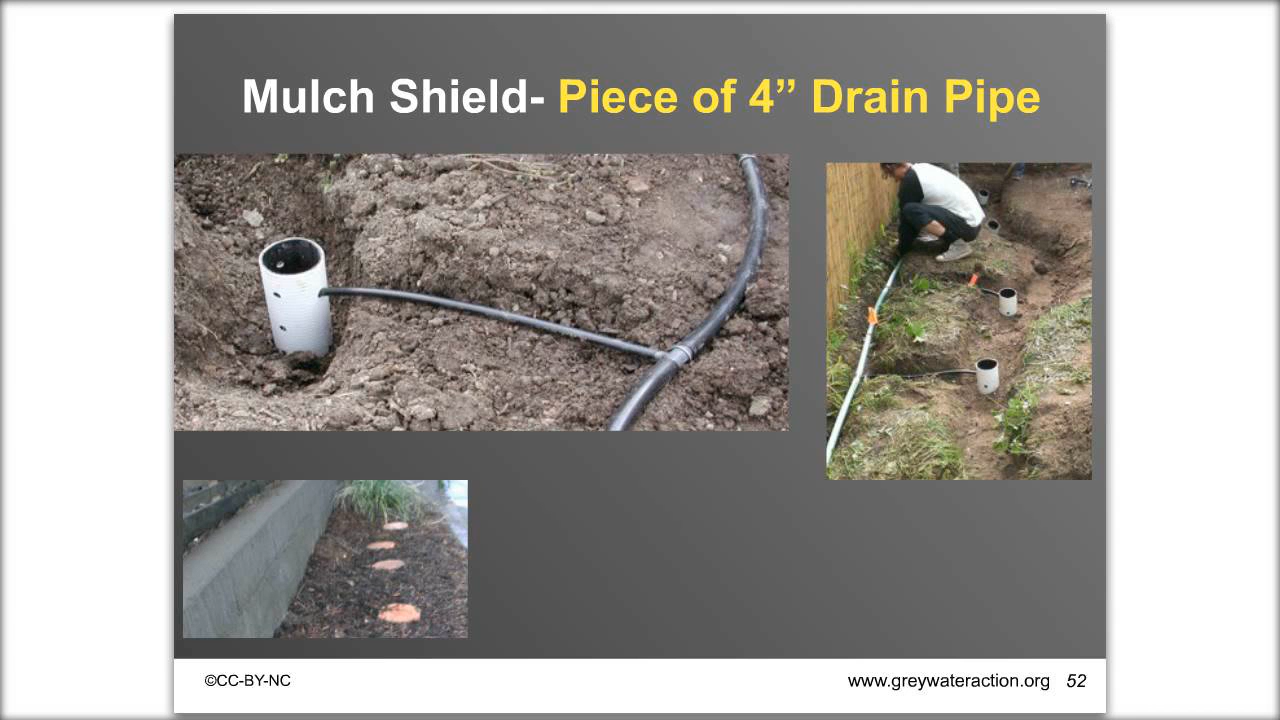 Mulch Shield- Piece of 4” Drain Pipe
©CC-BY-NC
www.greywateraction.org 52